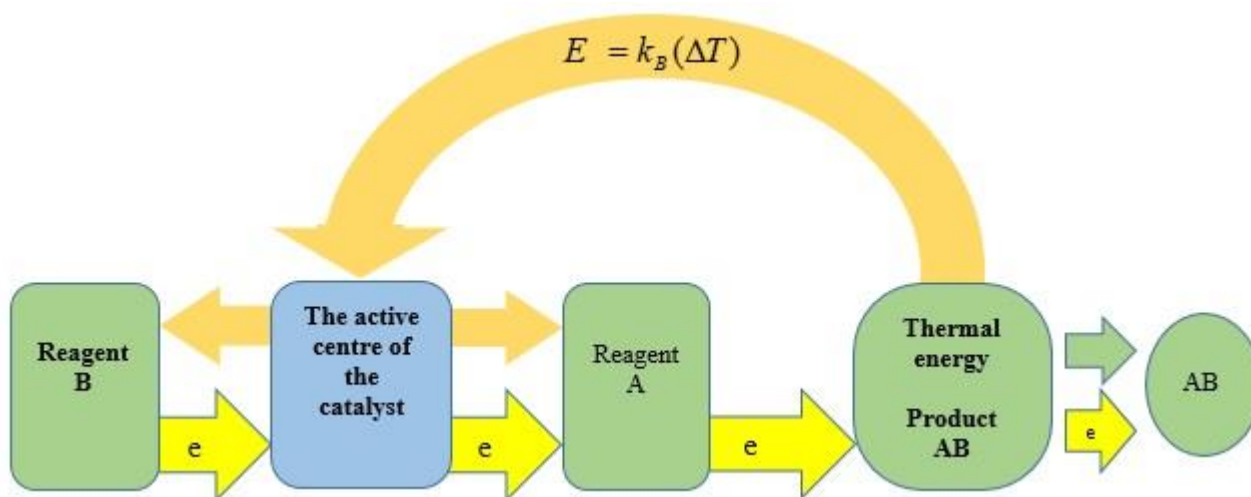 E = k_B(ΔT)
Reagent
B
The active
centre of
the
catalyst
Reagent
A
Thermal
energy
Product
AB
AB
e
e
e
e